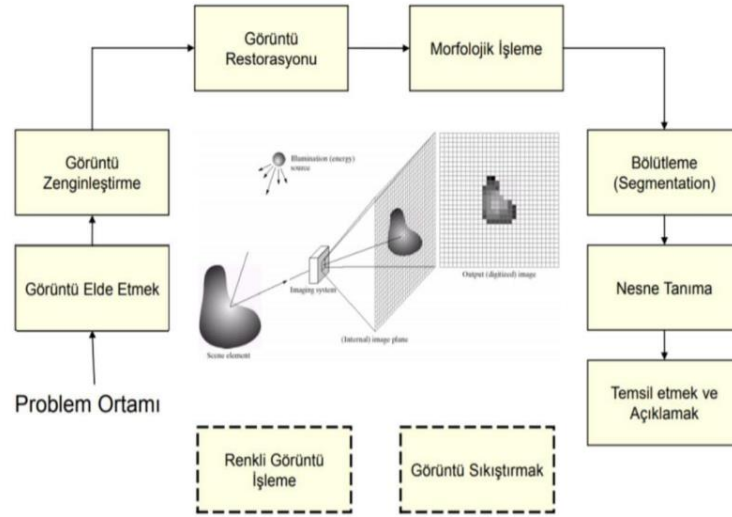 Görüntü
Restorasyonu
Morfolojik İşleme
Görüntü
Zenginleştirme
Illumination (energy)
source
Bölütleme
(Segmentation)
Görüntü Elde Etmek
Imaging system
Output (digitized) image
Nesne Tanıma
(Internal) image plane
Scene element
Problem Ortamı
Temsil etmek ve
Açıklamak
Renkli Görüntü
İşleme
Görüntü Sıkıştırmak